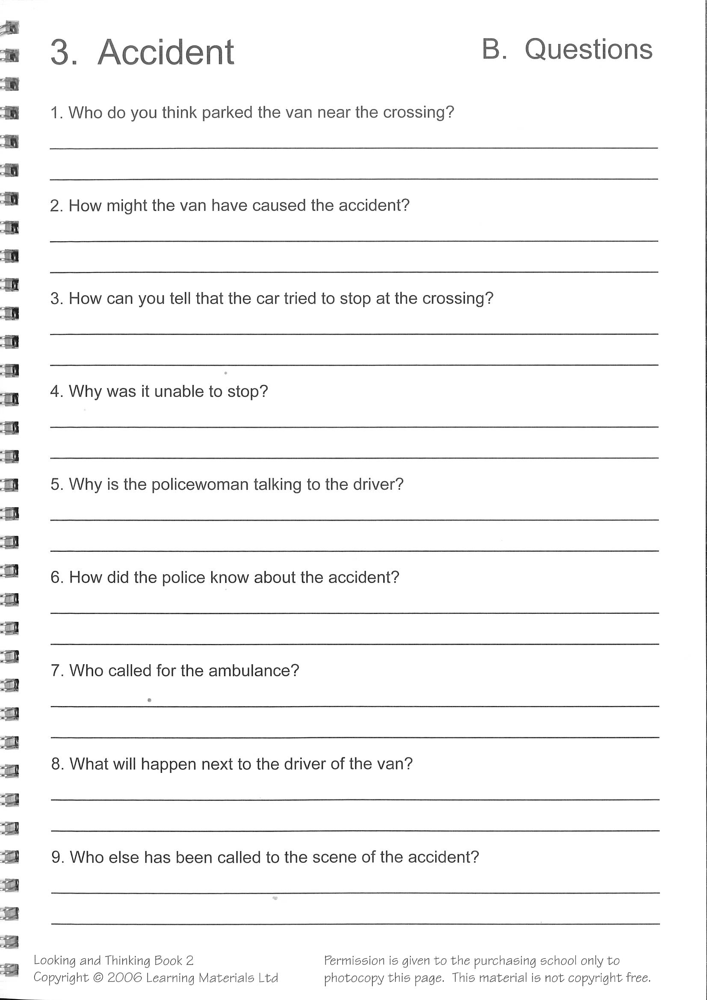 3. Accident
B. Questions
1. Who do you think parked the van near the crossing?
2. How might the van have caused the accident?
3. How can you tell that the car tried to stop at the crossing?
4. Why was it unable to stop?
5. Why is the policewoman talking to the driver?
6. How did the police know about the accident?
7. Who called for the ambulance?
8. What will happen next to the driver of the van?
9. Who else has been called to the scene of the accident?
Looking and Thinking Book 2
Copyright © 2006 Learning Materials Ltd
Permission is given to the purchasing school only to
photocopy this page. This material is not copyright free.